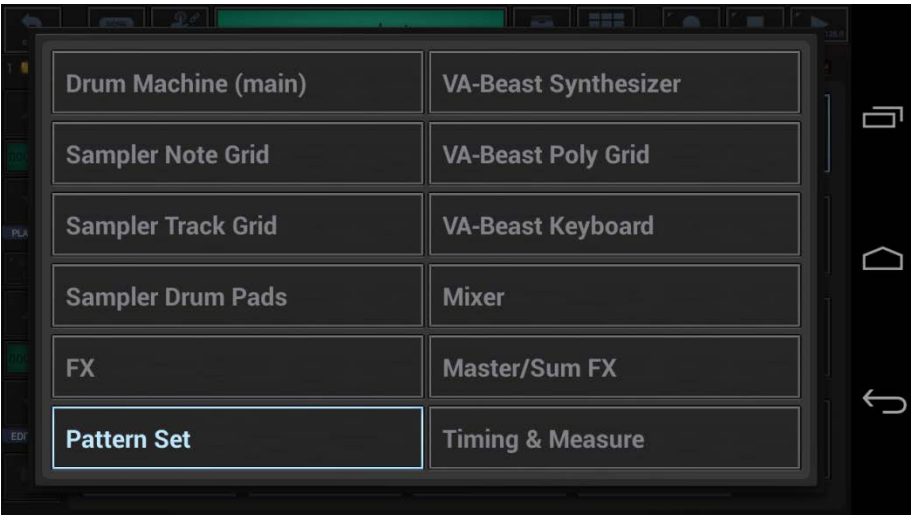 Drum Machine (main)
VA-Beast Synthesizer
Sampler Note Grid
VA-Beast Poly Grid
Sampler Track Grid
VA-Beast Keyboard
Sampler Drum Pads
Mixer
FX
Master/Sum FX
Pattern Set
Timing & Measure